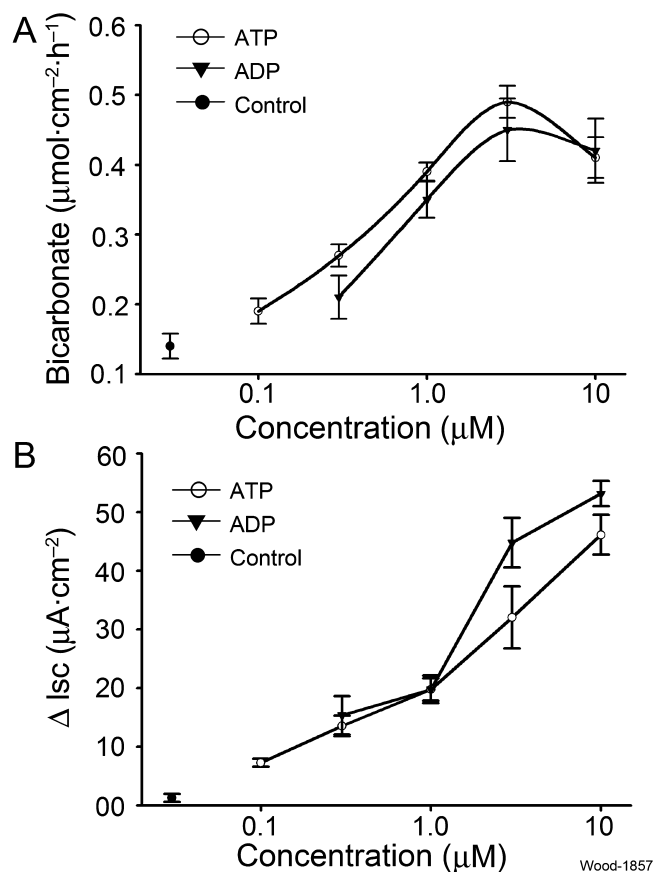 A
0.6
0.5
0.4
0.3
0.2
0.1
Bicarbonate (μmol·cm⁻²·h⁻¹)
ATP
ADP
Control
0.1 1.0 10
Concentration (μM)
B
60
50
40
30
20
10
00
Δ Isc (μA·cm⁻²)
ATP
ADP
Control
0.1 1.0 10
Concentration (μM)
Wood-1857